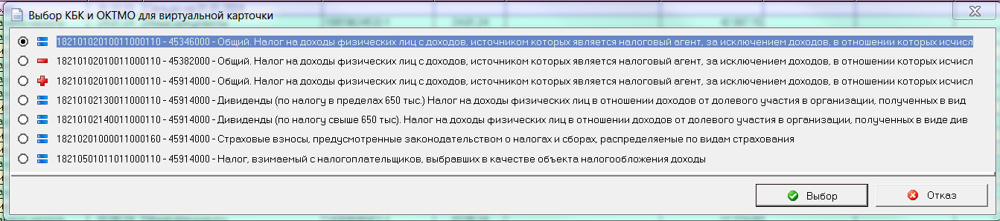 Выбор КБК и ОКТМО для виртуальной карточки
18210102010011000110 - 45346000 - Общий. Налог на доходы физических лиц с доходов, источником которых является налоговый агент, за исключением доходов, в отношении которых исчисл
18210102010011000110 - 45382000 - Общий. Налог на доходы физических лиц с доходов, источником которых является налоговый агент, за исключением доходов, в отношении которых исчисл
18210102010011000110 - 45914000 - Общий. Налог на доходы физических лиц с доходов, источником которых является налоговый агент, за исключением доходов, в отношении которых исчисл
18210102130011000110 - 45914000 - Дивиденды (по налогу в пределах 650 тыс.) Налог на доходы физических лиц в отношении доходов от долевого участия в организации, полученных в вид
18210102140011000110 - 45914000 - Дивиденды (по налогу свыше 650 тыс). Налог на доходы физических лиц в отношении доходов от долевого участия в организации, полученных в виде див
18210201000011000160 - 45914000 - Страховые взносы, предусмотренные законодательством о налогах и сборах, распределяемые по видам страхования
18210501011011000110 - 45914000 - Налог, взимаемый с налогоплательщиков, выбравших в качестве объекта налогообложения доходы
Выбор
Отказ